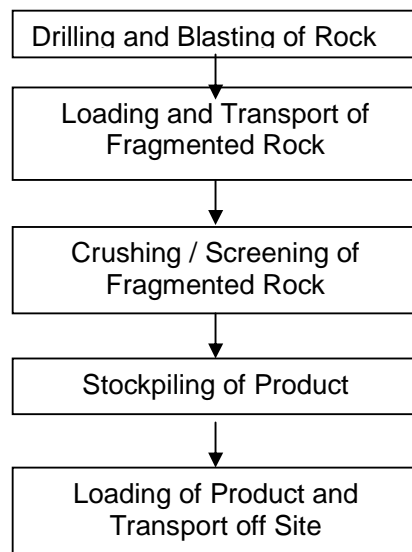 Drilling and Blasting of Rock
Loading and Transport of
Fragmented Rock
Crushing / Screening of
Fragmented Rock
Stockpiling of Product
Loading of Product and
Transport off Site